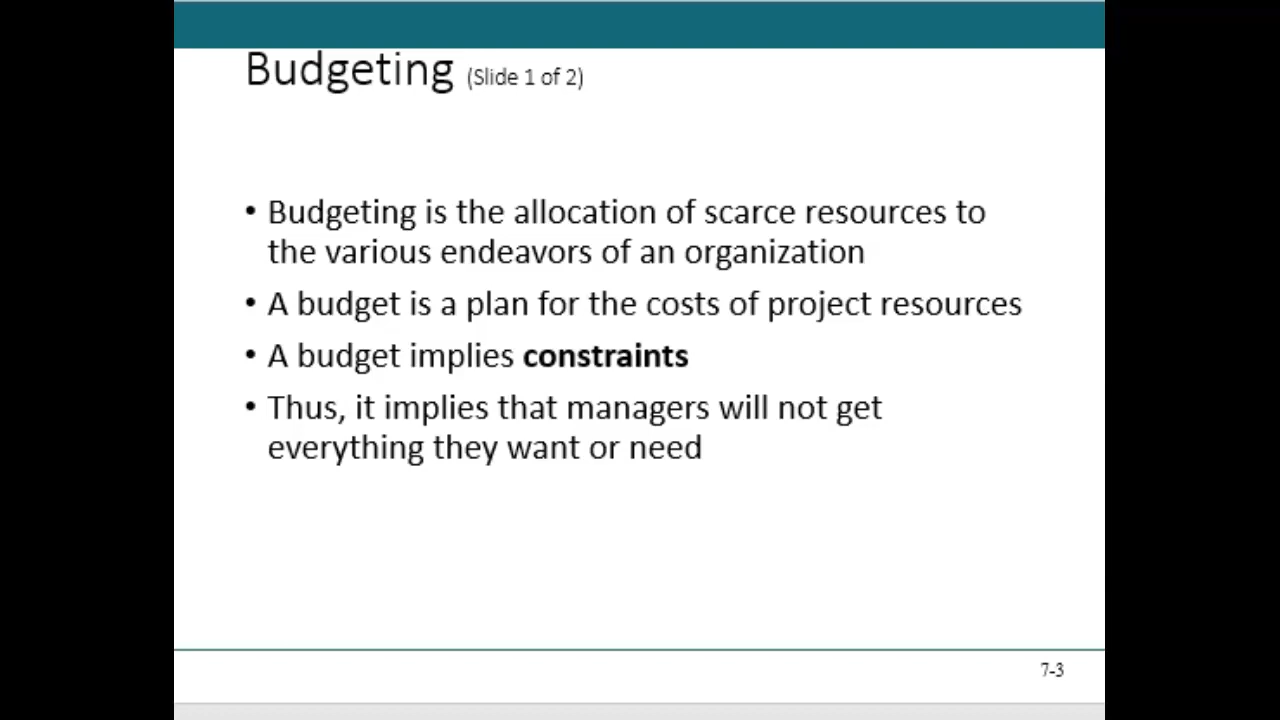 Budgeting (Slide 1 of 2)
• Budgeting is the allocation of scarce resources to
the various endeavors of an organization
• A budget is a plan for the costs of project resources
• A budget implies constraints
• Thus, it implies that managers will not get
everything they want or need
7-3